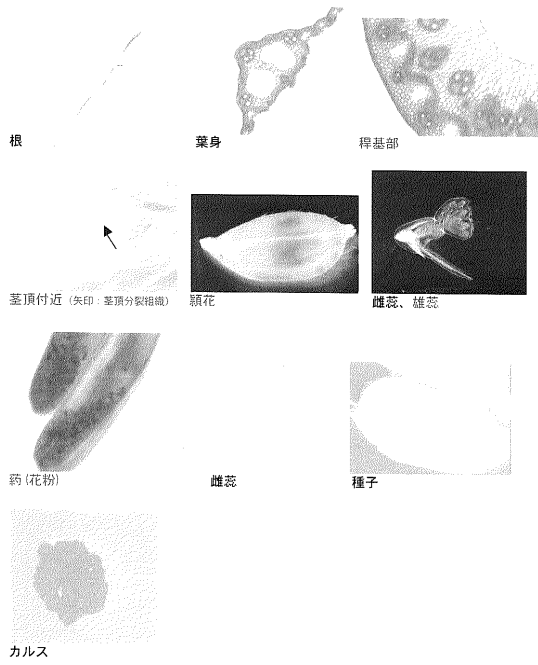 根
葉身
稈基部
茎頂付近 (矢印:茎頂分裂組織)
頴花
雌蕊、雄蕊
葯(花粉)
雌蕊
種子
カルス